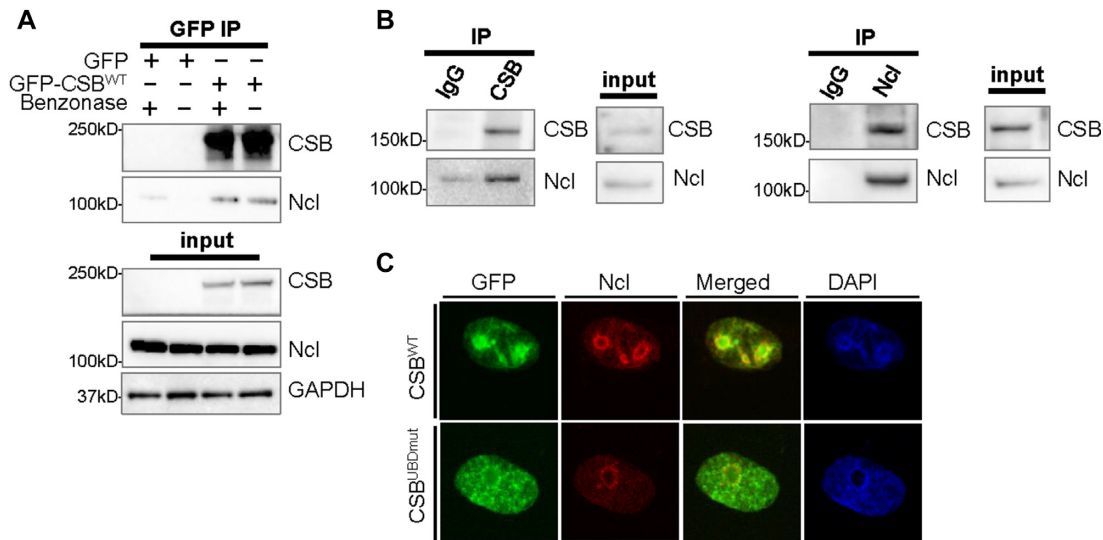 A
GFP IP
GFP + + – –
GFP-CSBWT – – + +
Benzonase + – + –
250kD
CSB
100kD
Ncl
input
250kD
CSB
100kD
Ncl
37kD
GAPDH
B
IP
IgG CSB
input
150kD
CSB
CSB
100kD
Ncl
Ncl
IP
IgG Ncl
input
150kD
CSB
CSB
100kD
Ncl
Ncl
C
GFP Ncl Merged DAPI
CSBWT
CSBUBDmut